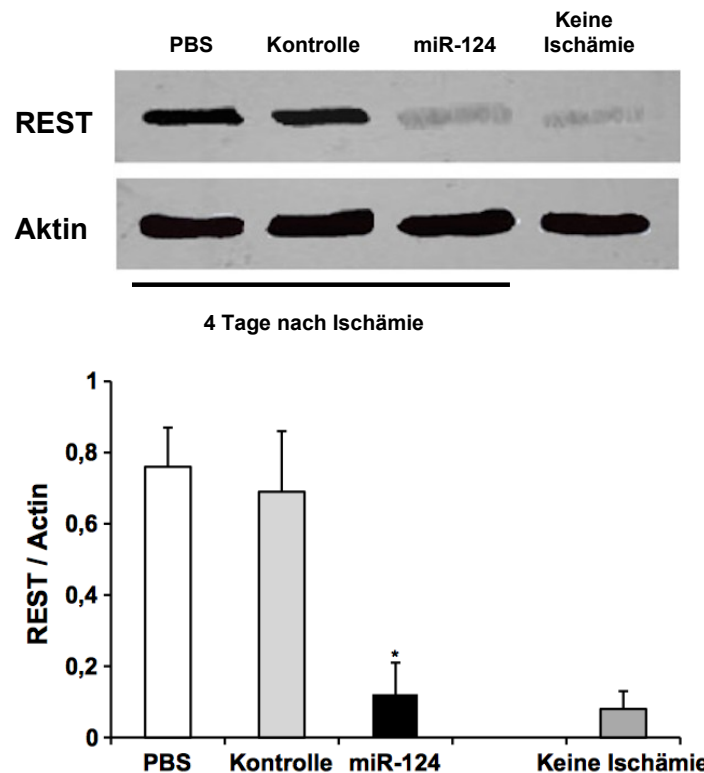 PBS Kontrolle miR-124 Keine
Ischämie
REST
Aktin
4 Tage nach Ischämie
1
0,8
0,6
0,4
0,2
0
REST / Actin
*
PBS Kontrolle miR-124 Keine Ischämie